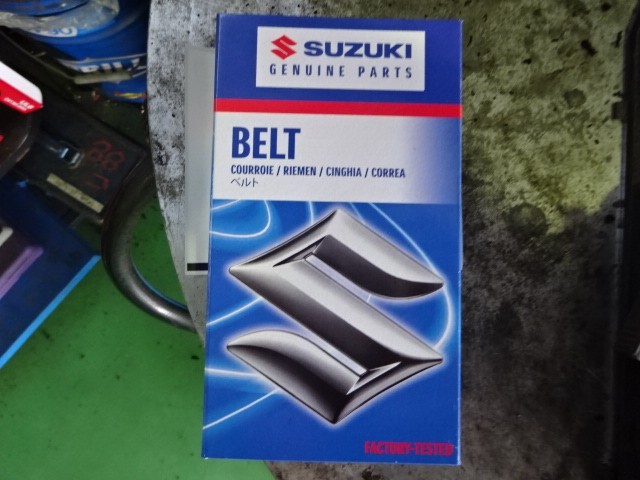 SUZUKI
GENUINE PARTS
BELT
COURROIE / RIEMEN / CINGHIA / CORREA
ベルト
FACTORY-TESTED